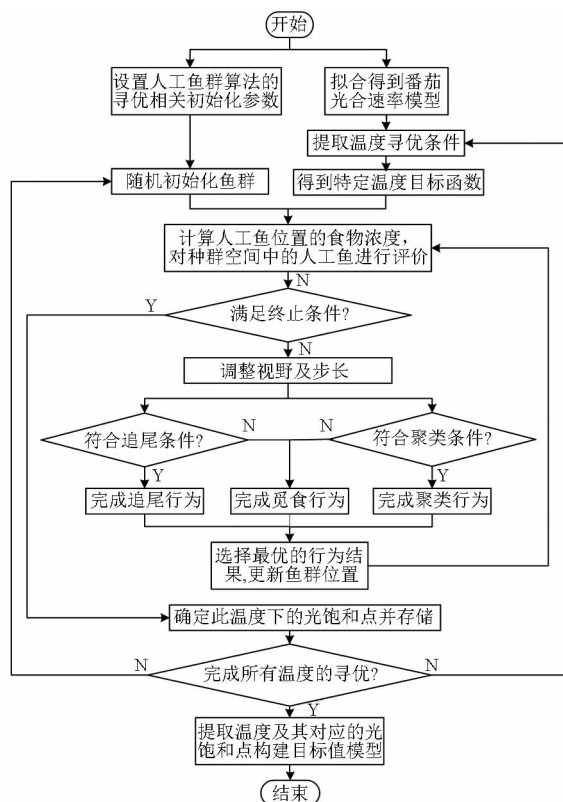 开始
设置人工鱼群算法的
寻优相关初始化参数
拟合得到番茄
光合速率模型
提取温度寻优条件
随机初始化鱼群
得到特定温度目标函数
计算人工鱼位置的食物浓度，
对种群空间中的人工鱼进行评价
N
Y
满足终止条件?
N
调整视野及步长
符合追尾条件?
N
N
符合聚类条件?
Y
Y
完成追尾行为
完成觅食行为
完成聚类行为
选择最优的行为结
果,更新鱼群位置
确定此温度下的光饱和点并存储
N
完成所有温度的寻优?
N
Y
提取温度及其对应的光
饱和点构建目标值模型
结束